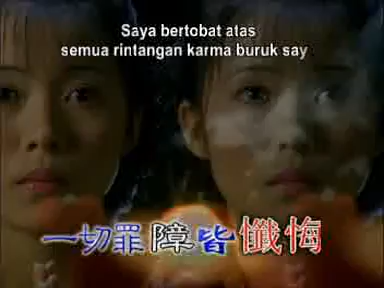 Saya bertobat atas
semua rintangan karma buruk say
一切罪障皆懺悔